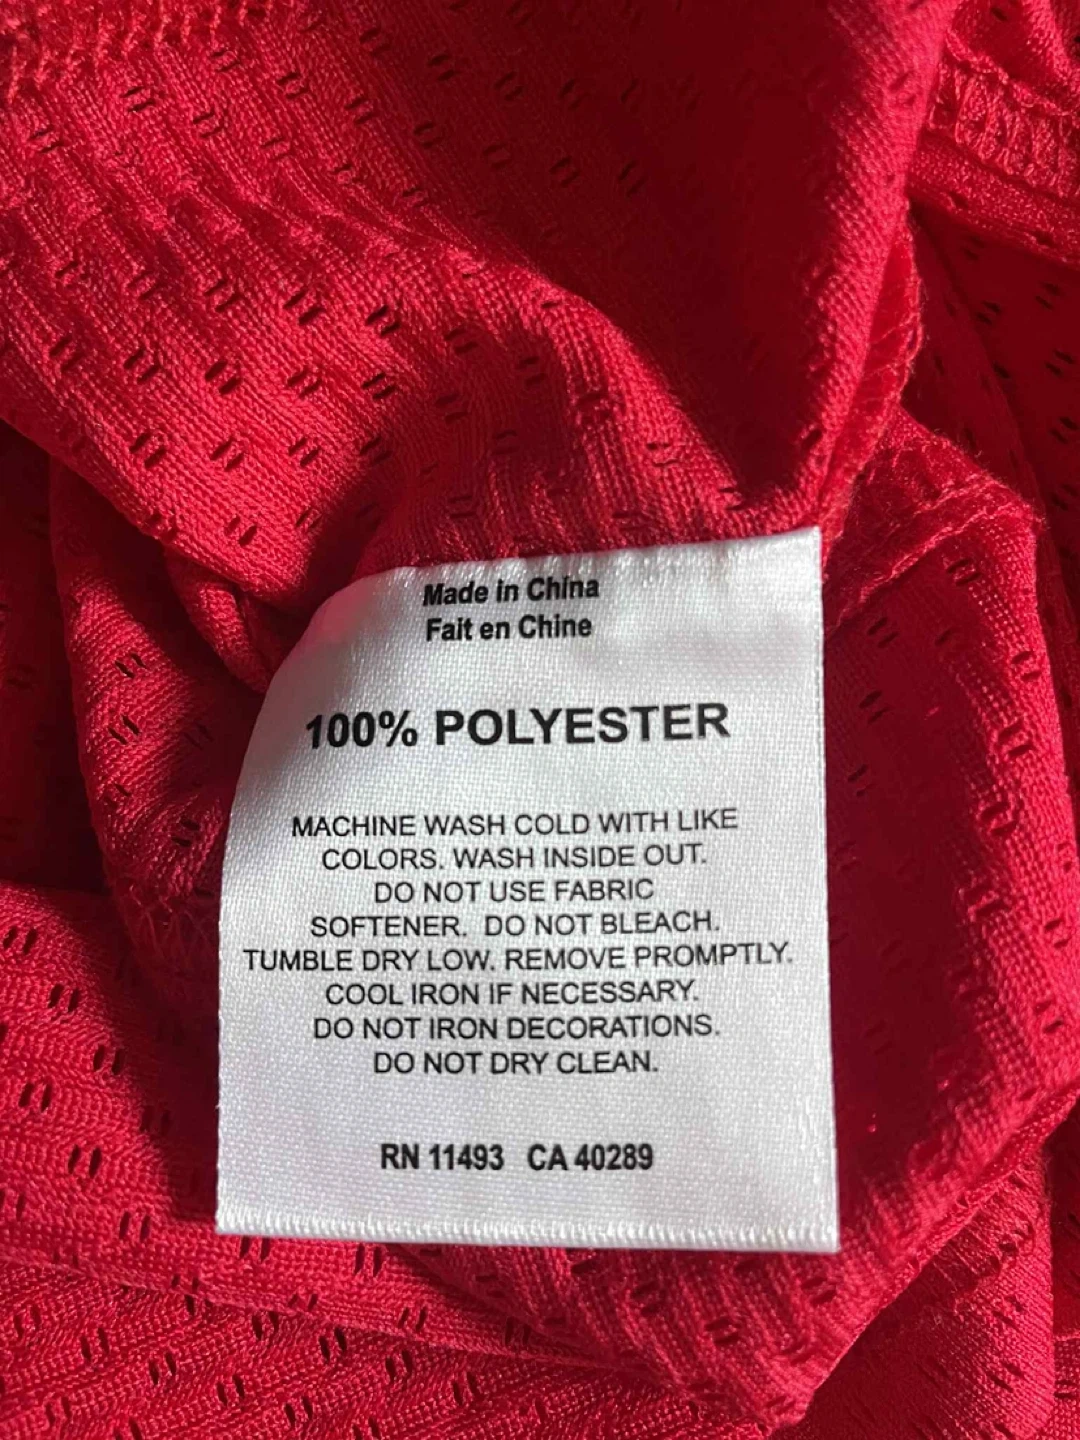 Made in China
Fait en Chine
100% POLYESTER
MACHINE WASH COLD WITH LIKE
COLORS. WASH INSIDE OUT.
DO NOT USE FABRIC
SOFTENER. DO NOT BLEACH.
TUMBLE DRY LOW. REMOVE PROMPTLY.
COOL IRON IF NECESSARY.
DO NOT IRON DECORATIONS.
DO NOT DRY CLEAN.
RN 11493 CA 40289